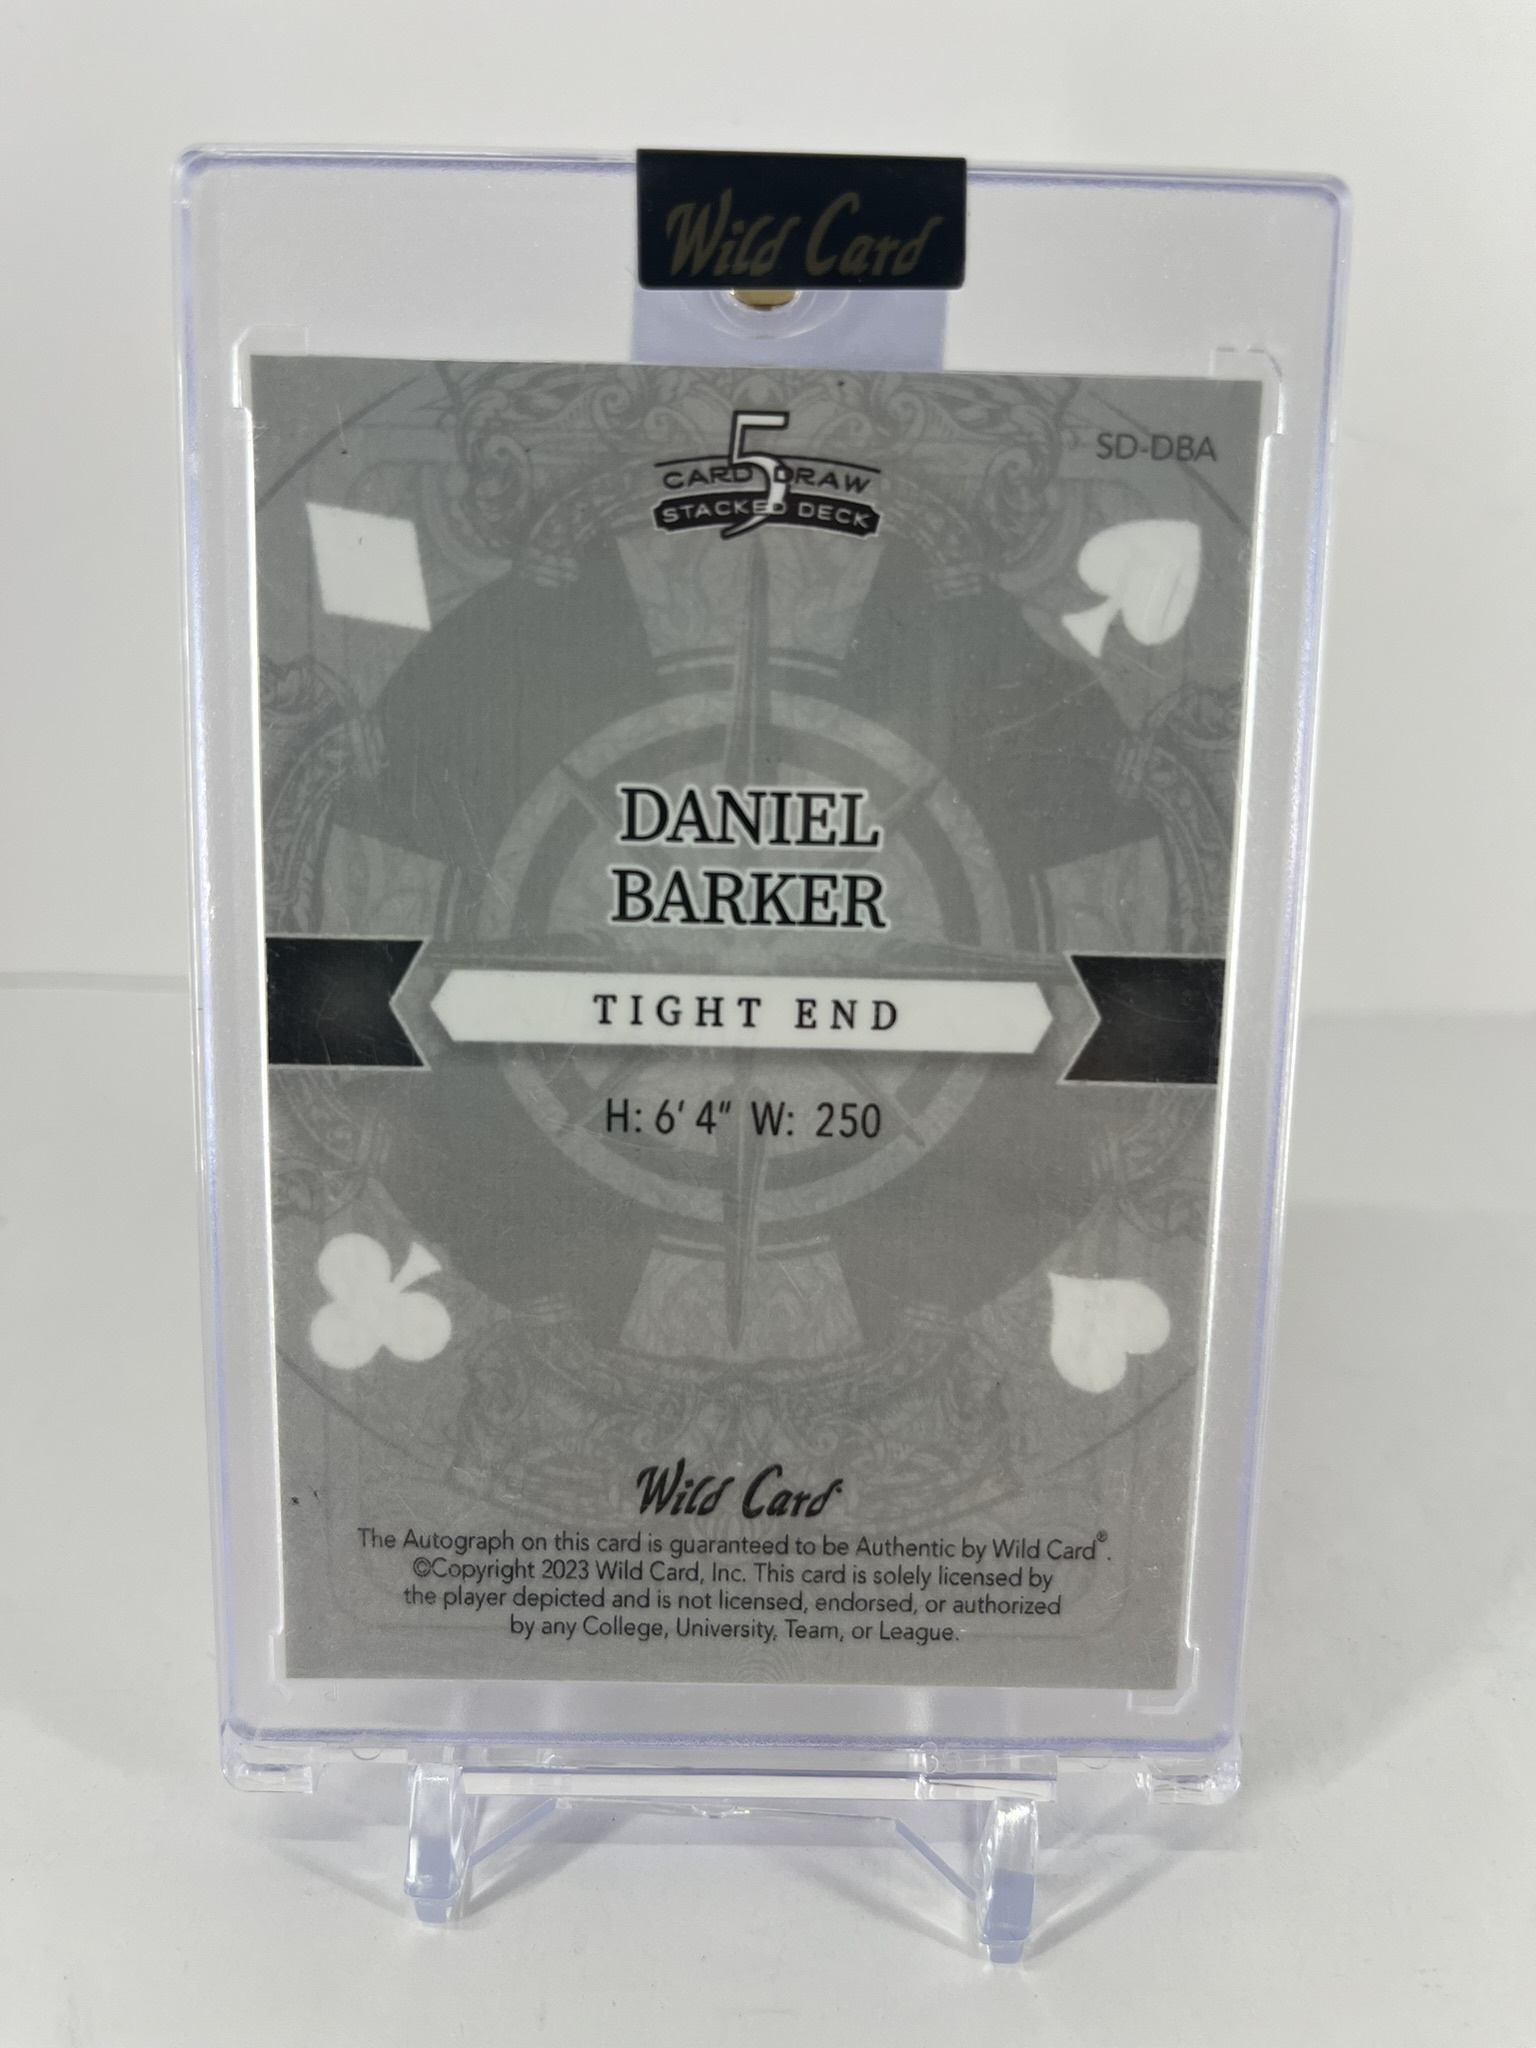 Wild Card
5
CARD DRAW
STACKED DECK
SD-DBA
DANIEL
BARKER
TIGHT END
H: 6' 4" W: 250
Wild Card
The Autograph on this card is guaranteed to be Authentic by Wild Card®.
©Copyright 2023 Wild Card, Inc. This card is solely licensed by
the player depicted and is not licensed, endorsed, or authorized
by any College, University, Team, or League.